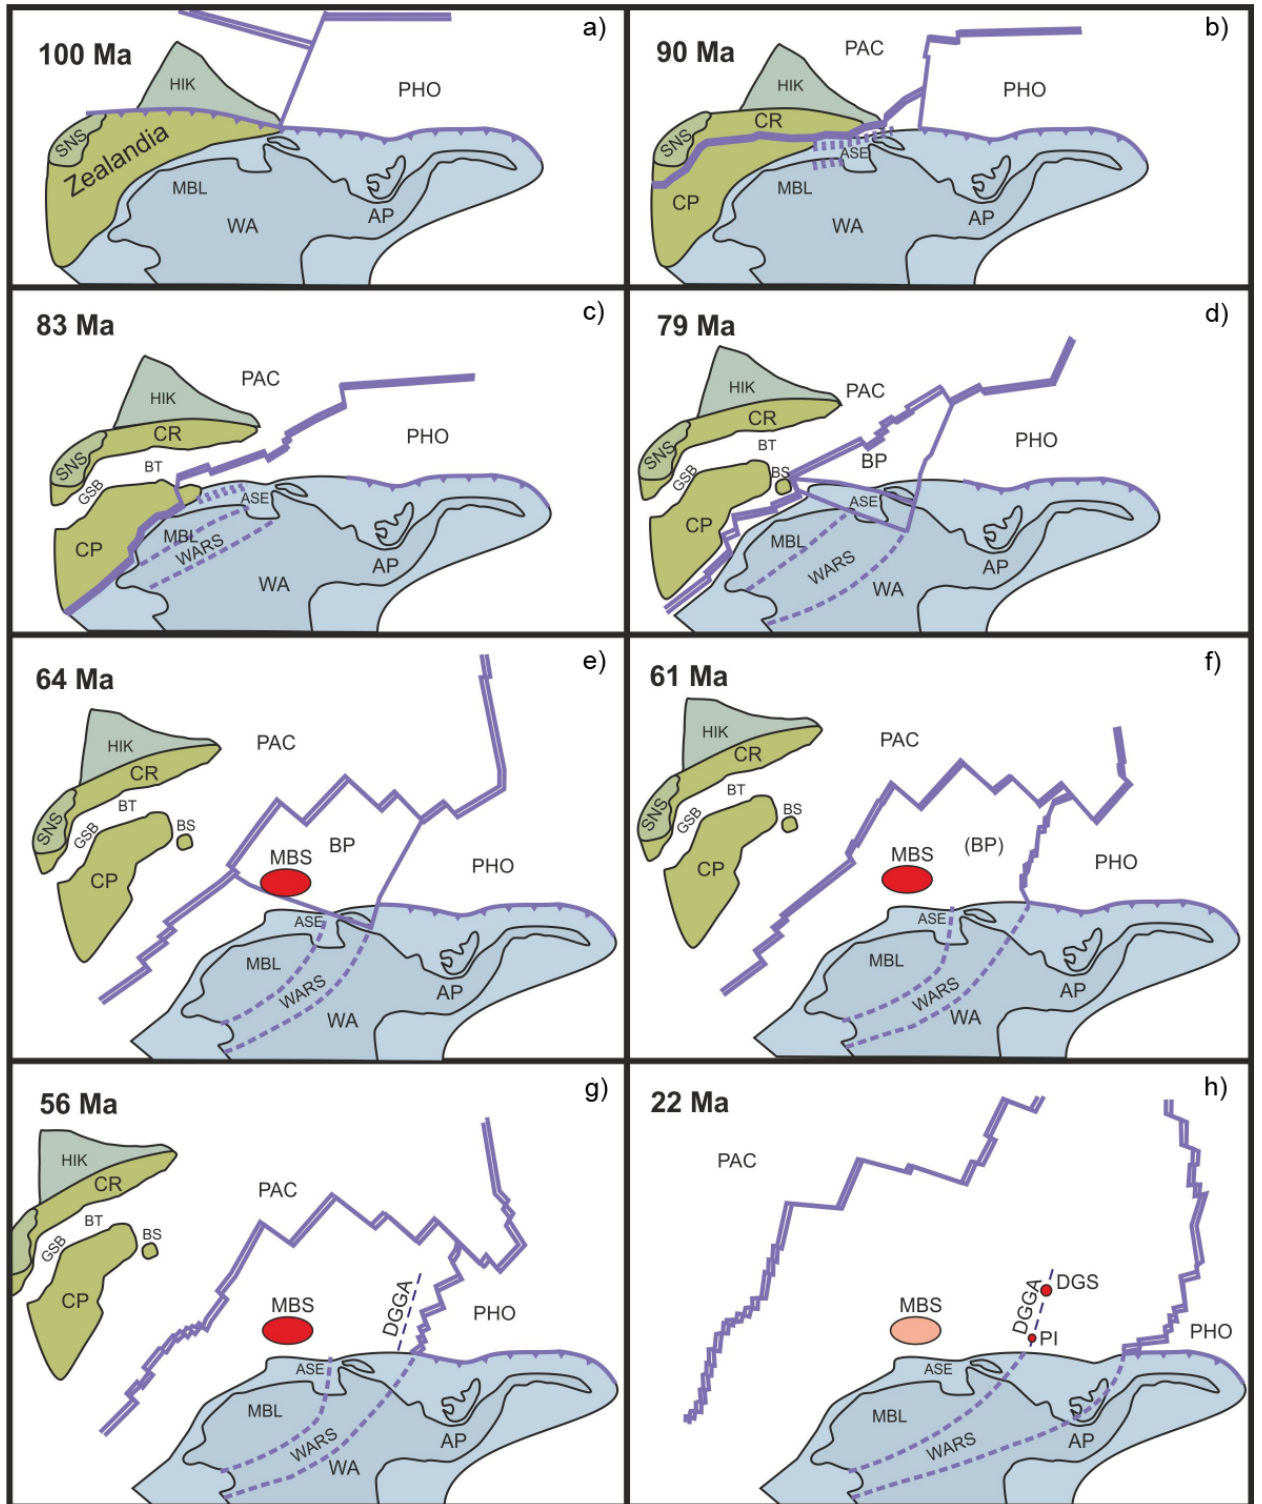 a)
100 Ma
HIK
PHO
SNS
Zealandia
MBL
WA
AP
b)
90 Ma
PAC
HIK
PHO
CR
SNS
ASE
MBL
CP
WA
AP
c)
83 Ma
PAC
HIK
CR
PHO
SNS
BT
GSB
ASE
MBL
WARS
CP
AP
WA
d)
79 Ma
HIK
PAC
CR
PHO
BT
SNS
BP
BS
GSB
ASE
CP
MBL
WARS
AP
WA
e)
64 Ma
PAC
HIK
CR
BT
SNS
GSB
BS
BP
MBS
PHO
CP
ASE
MBL
WARS
AP
WA
f)
61 Ma
HIK
PAC
CR
BT
SNS
GSB
BS
(BP)
MBS
PHO
CP
ASE
MBL
WARS
AP
WA
g)
56 Ma
HIK
CR
PAC
BT
BS
GSB
CP
MBS
DGGA
PHO
ASE
MBL
WARS
AP
WA
h)
22 Ma
PAC
DGS
DGGA
MBS
PI
PHO
ASE
MBL
WARS
AP